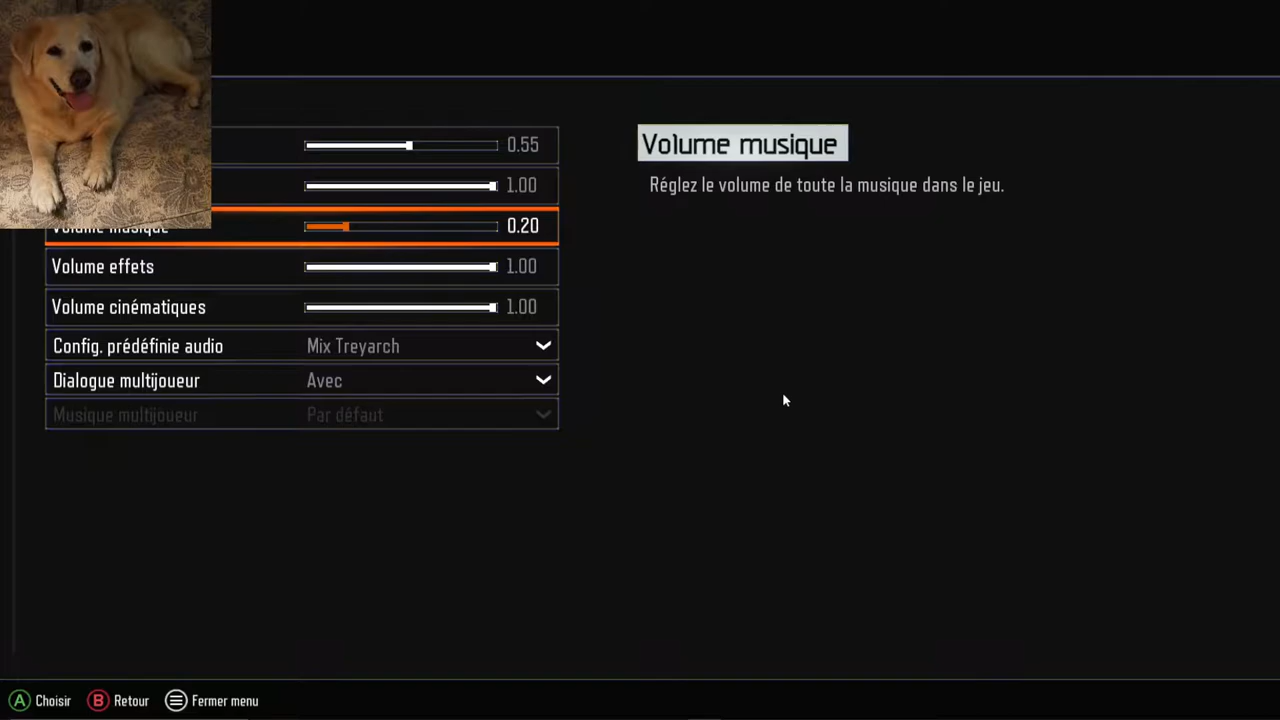 0.55
1.00
Volume musique 0.20
Volume effets 1.00
Volume cinématiques 1.00
Config. prédéfinie audio Mix Treyarch
Dialogue multijoueur Avec
Musique multijoueur Par défaut
Volume musique
Réglez le volume de toute la musique dans le jeu.
A Choisir B Retour Fermer menu